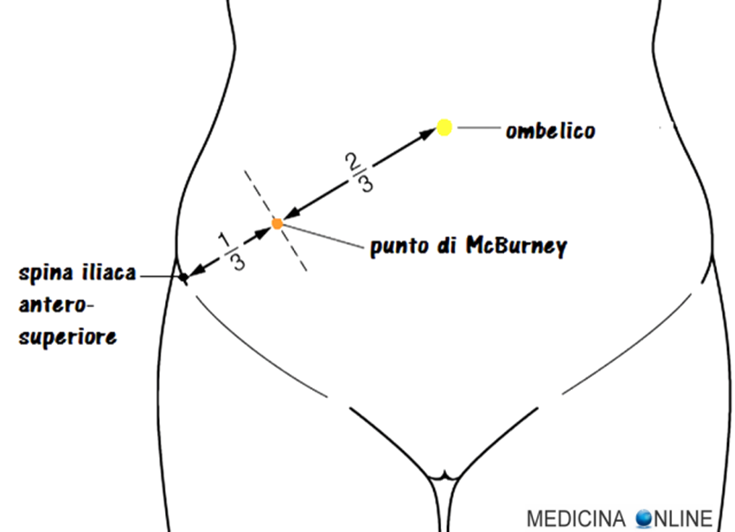 ombelico
2/3
1/3
punto di McBurney
spina iliaca
antero-
superiore
MEDICINA ONLINE